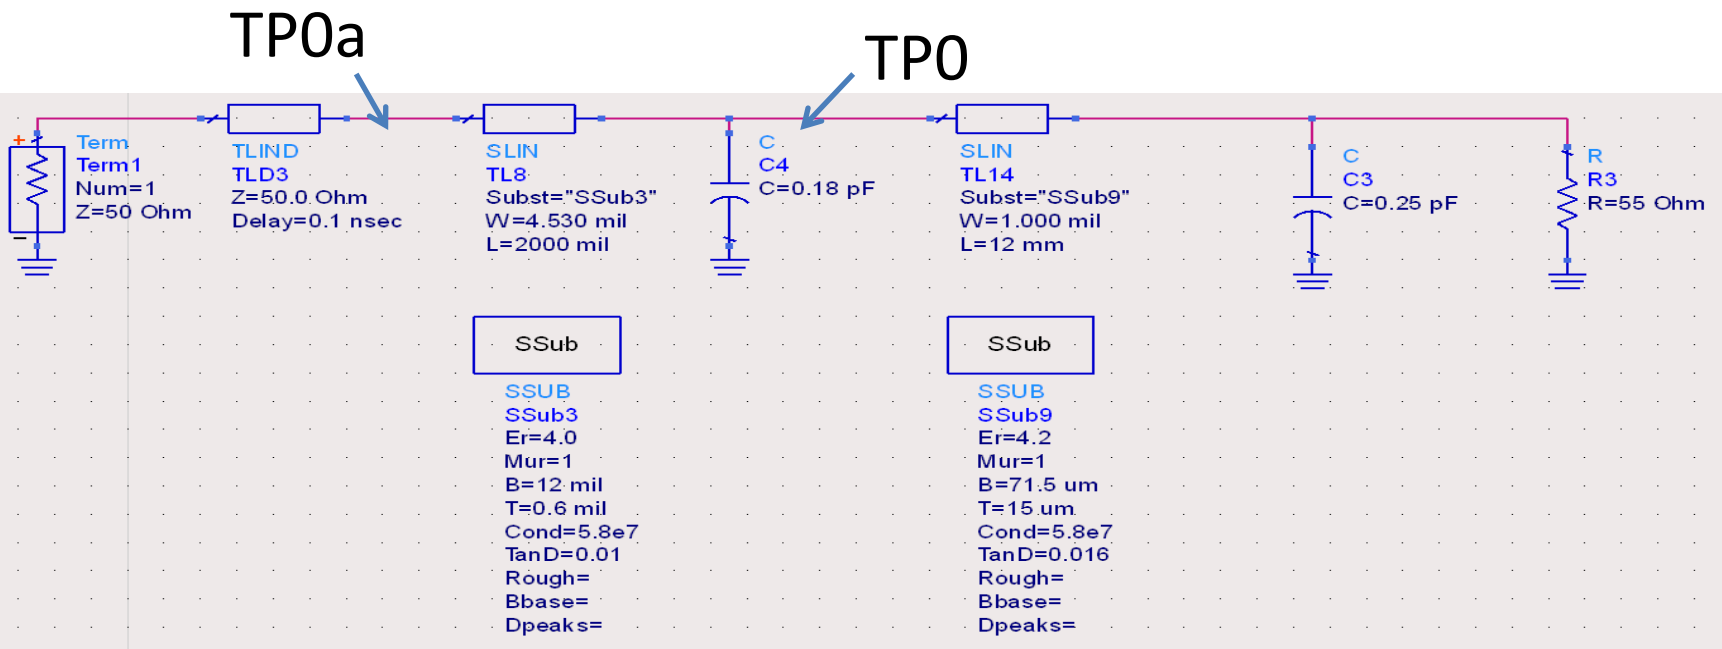 TP0a
TP0
+
Term
Term1
Num=1
Z=50 Ohm
−
TLIND
TLD3
Z=50.0 Ohm
Delay=0.1 nsec
SLIN
TL8
Subst="SSub3"
W=4.530 mil
L=2000 mil
C
C4
C=0.18 pF
SLIN
TL14
Subst="SSub9"
W=1.000 mil
L=12 mm
C
C3
C=0.25 pF
R
R3
R=55 Ohm
SSub
SSUB
SSub3
Er=4.0
Mur=1
B=12 mil
T=0.6 mil
Cond=5.8e7
TanD=0.01
Rough=
Bbase=
Dpeaks=
SSub
SSUB
SSub9
Er=4.2
Mur=1
B=71.5 um
T=15 um
Cond=5.8e7
TanD=0.016
Rough=
Bbase=
Dpeaks=